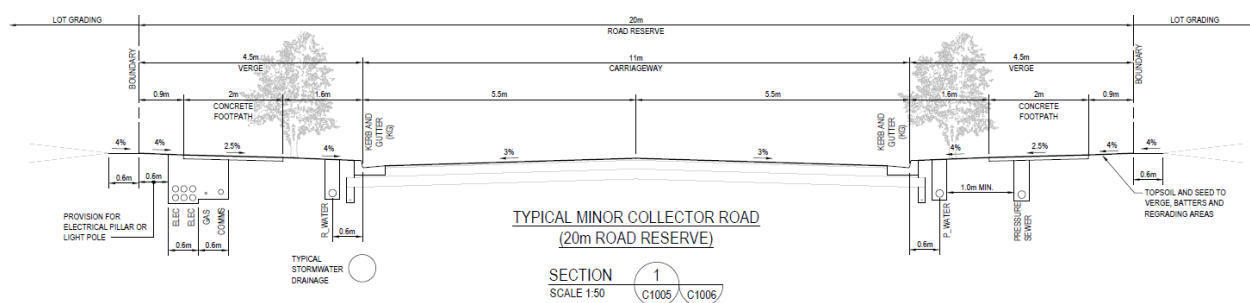 LOT GRADING
20m
LOT GRADING
ROAD RESERVE
BOUNDARY
4.5m
VERGE
11m
CARRIAGEWAY
4.5m
VERGE
BOUNDARY
0.9m
2m
1.6m
5.5m
5.5m
1.6m
2m
0.9m
CONCRETE
FOOTPATH
KERB AND
GUTTER
(KG)
KERB AND
GUTTER
(KG)
CONCRETE
FOOTPATH
4%
4%
2.5%
4%
3%
3%
4%
2.5%
4%
4%
0.6m
0.6m
1.0m MIN.
0.6m
PROVISION FOR
ELECTRICAL PILLAR OR
LIGHT POLE
ELEC
ELEC
GAS
COMMS
R_WATER
P_WATER
PRESSURE
SEWER
TOPSOIL AND SEED TO
VERGE, BATTERS AND
REGRADING AREAS
0.6m
0.6m
0.6m
0.6m
TYPICAL
STORMWATER
DRAINAGE
TYPICAL MINOR COLLECTOR ROAD
(20m ROAD RESERVE)
SECTION
1
SCALE 1:50
C1005
C1006